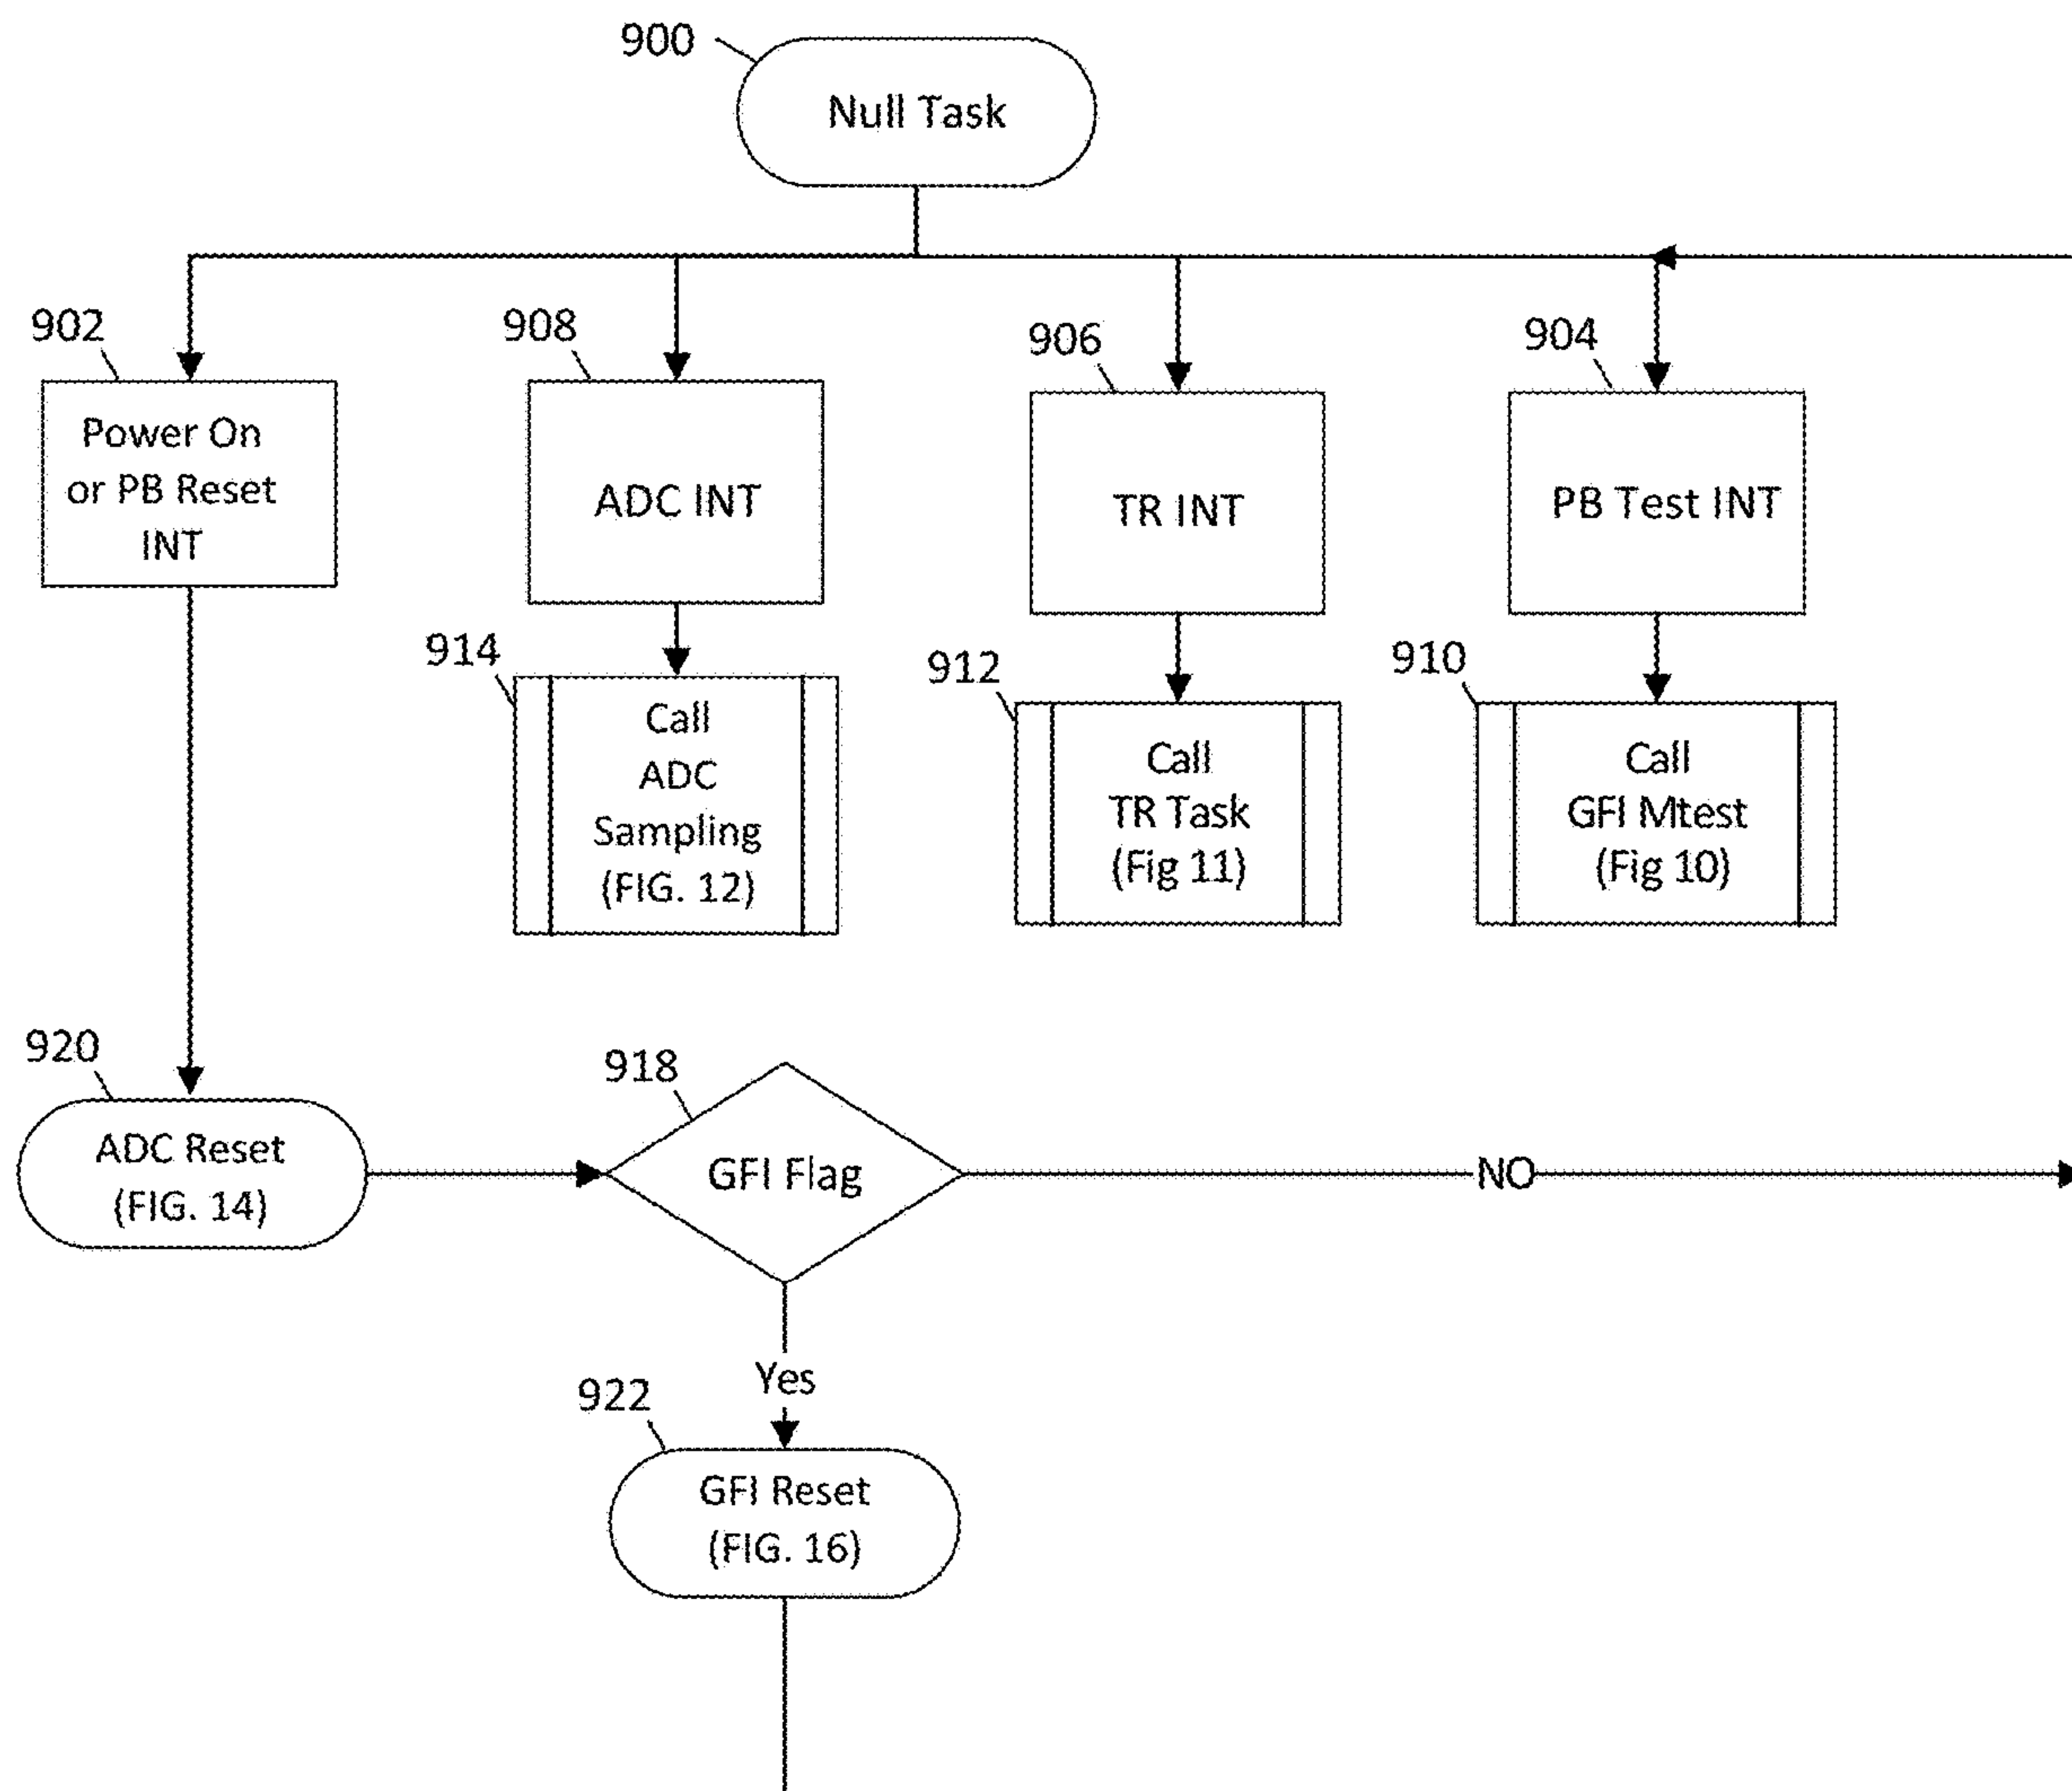 900
Null Task
902
908
906
904
Power On
or PB Reset
INT
ADC INT
TR INT
PB Test INT
914
912
910
Call
ADC
Sampling
(FIG. 12)
Call
TR Task
(Fig 11)
Call
GFI Mtest
(Fig 10)
920
918
ADC Reset
(FIG. 14)
GFI Flag
NO
Yes
922
GFI Reset
(FIG. 16)